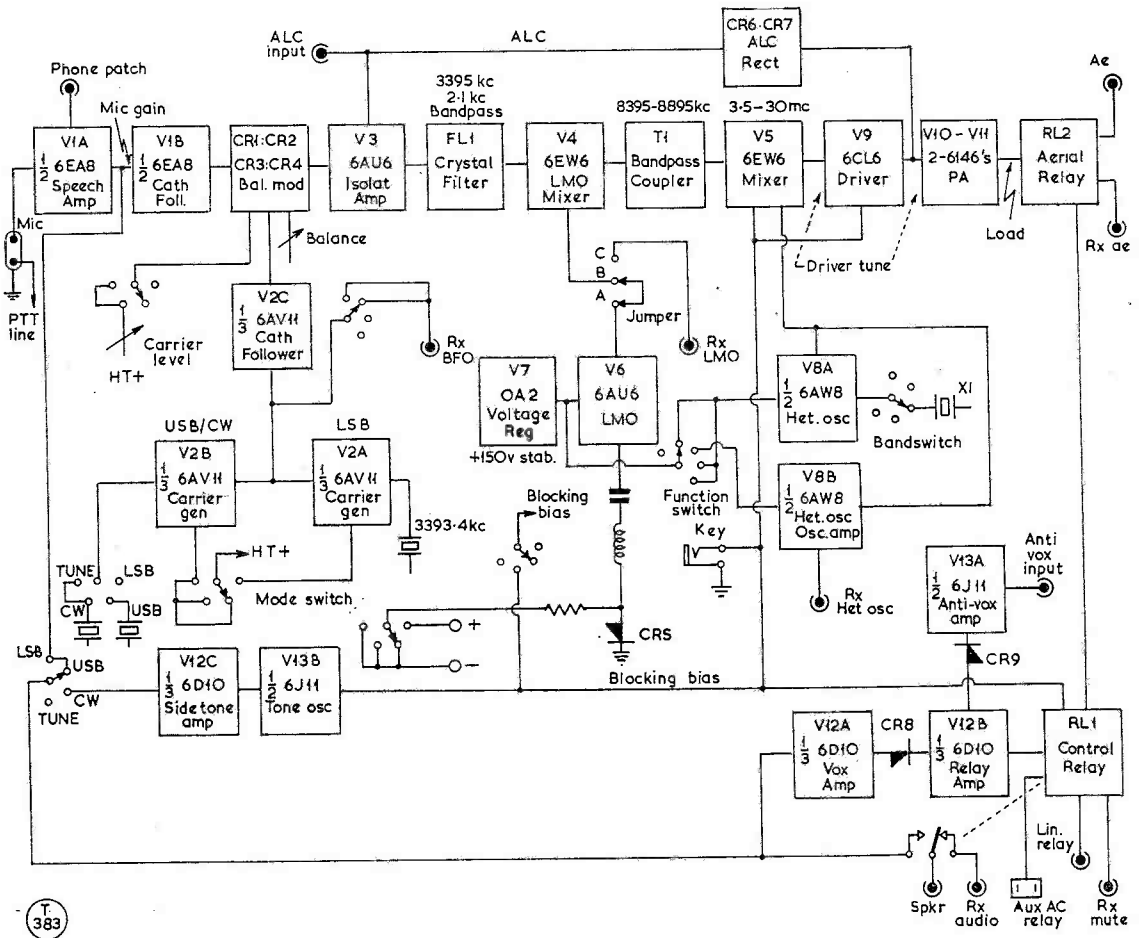 ALC input
ALC
CR6·CR7
ALC
Rect
Ae
Phone patch
Mic gain
3395 kc
2·1 kc
Bandpass
8395-8895kc
3·5-30mc
V1A
1/2 6EA8
Speech
Amp
V1B
1/2 6EA8
Cath
Foll.
CR1:CR2
CR3:CR4
Bal. mod
V3
6AU6
Isolat
Amp
FL1
Crystal
Filter
V4
6EW6
LMO
Mixer
T1
Bandpass
Coupler
V5
6EW6
Mixer
V9
6CL6
Driver
V10 - V11
2-6146's
PA
RL2
Aerial
Relay
Mic
Balance
Load
Rx ae
Driver tune
PTT
line
Carrier
level
HT+
V2C
1/3 6AV11
Cath
Follower
Rx
BFO
C
B
A
Jumper
Rx
LMO
V7
OA2
Voltage
Reg
+150v stab.
V6
6AU6
LMO
V8A
1/2 6AW8
Het. osc
X1
Bandswitch
USB/CW
LSB
V2B
1/3 6AV11
Carrier
gen
V2A
1/3 6AV11
Carrier
gen
3393·4kc
Blocking
bias
Function
switch
Key
V8B
1/2 6AW8
Het. osc
Osc. amp
HT+
Mode switch
TUNE
LSB
CW
USB
Rx
Het osc
V13A
1/2 6J11
Anti-vox
amp
Anti
vox
input
+
−
CRS
CR9
LSB
USB
CW
TUNE
V12C
1/3 6D10
Side tone
amp
V13B
1/2 6J11
Tone osc
Blocking bias
V12A
1/3 6D10
Vox
Amp
CR8
V12B
1/3 6D10
Relay
Amp
RL1
Control
Relay
Lin.
relay
Spkr
Rx
audio
Aux AC
relay
Rx
mute
T·
383